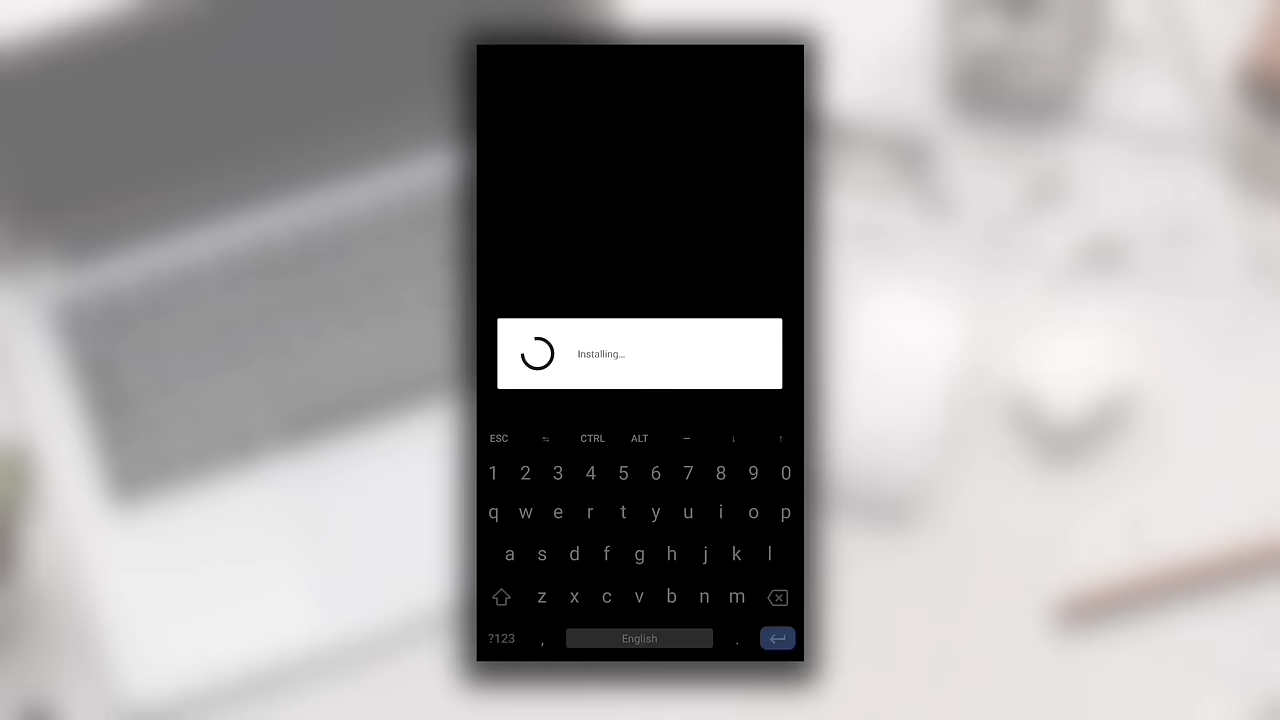 Installing...
ESC ⇆ CTRL ALT — ↓ ↑
1 2 3 4 5 6 7 8 9 0
q w e r t y u i o p
a s d f g h j k l
z x c v b n m
?123 , English .